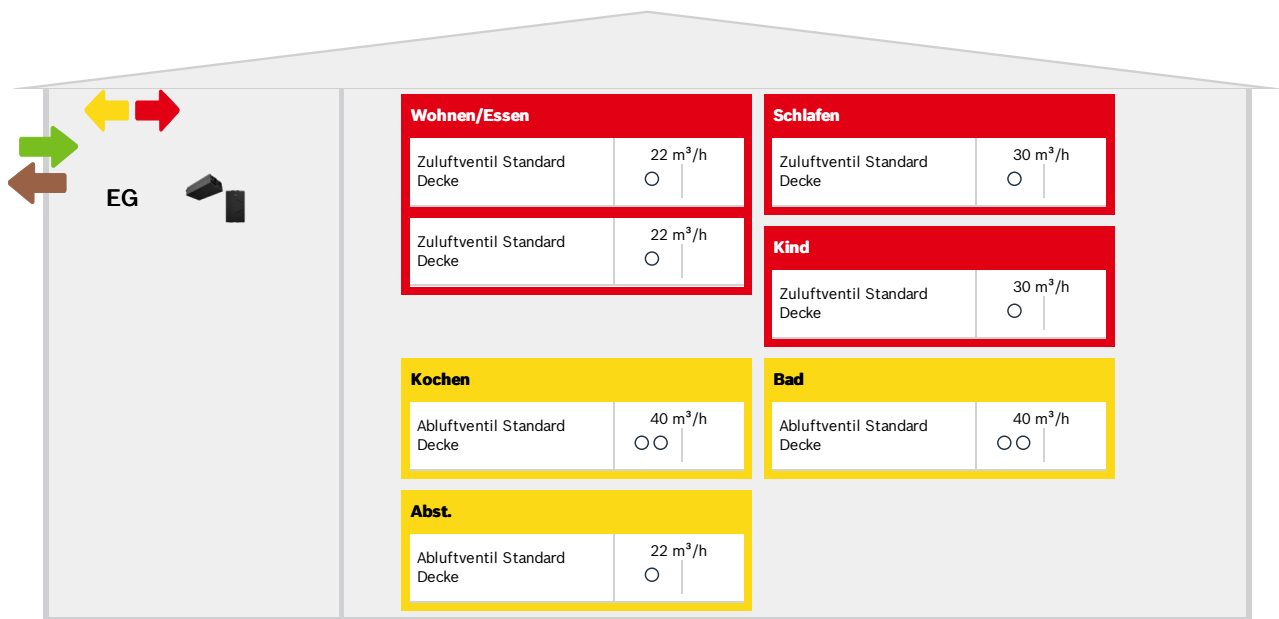 EG
Wohnen/Essen
Zuluftventil Standard
Decke
22 m³/h
Zuluftventil Standard
Decke
22 m³/h
Schlafen
Zuluftventil Standard
Decke
30 m³/h
Kind
Zuluftventil Standard
Decke
30 m³/h
Kochen
Abluftventil Standard
Decke
40 m³/h
Bad
Abluftventil Standard
Decke
40 m³/h
Abst.
Abluftventil Standard
Decke
22 m³/h